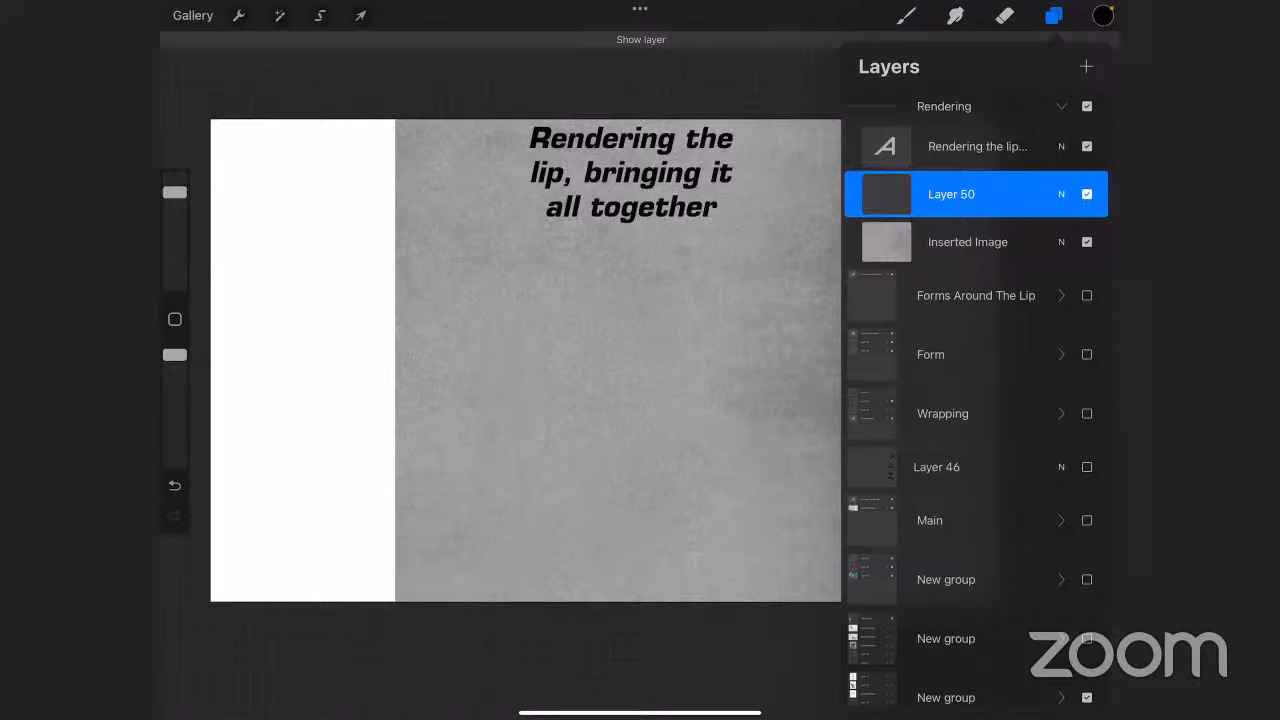 Gallery
Show layer
Layers
Rendering
Rendering the lip... N
Layer 50 N
Inserted Image N
Forms Around The Lip
Form
Wrapping
Layer 46 N
Main
New group
New group
New group
Rendering the
lip, bringing it
all together
zoom